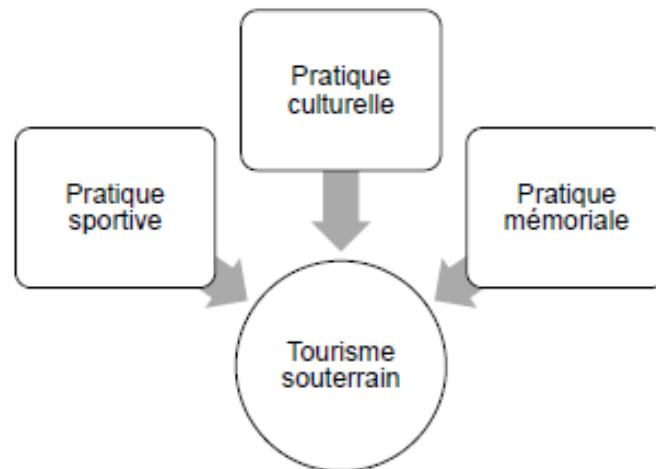 Pratique
culturelle
Pratique
sportive
Pratique
mémoriale
Tourisme
souterrain